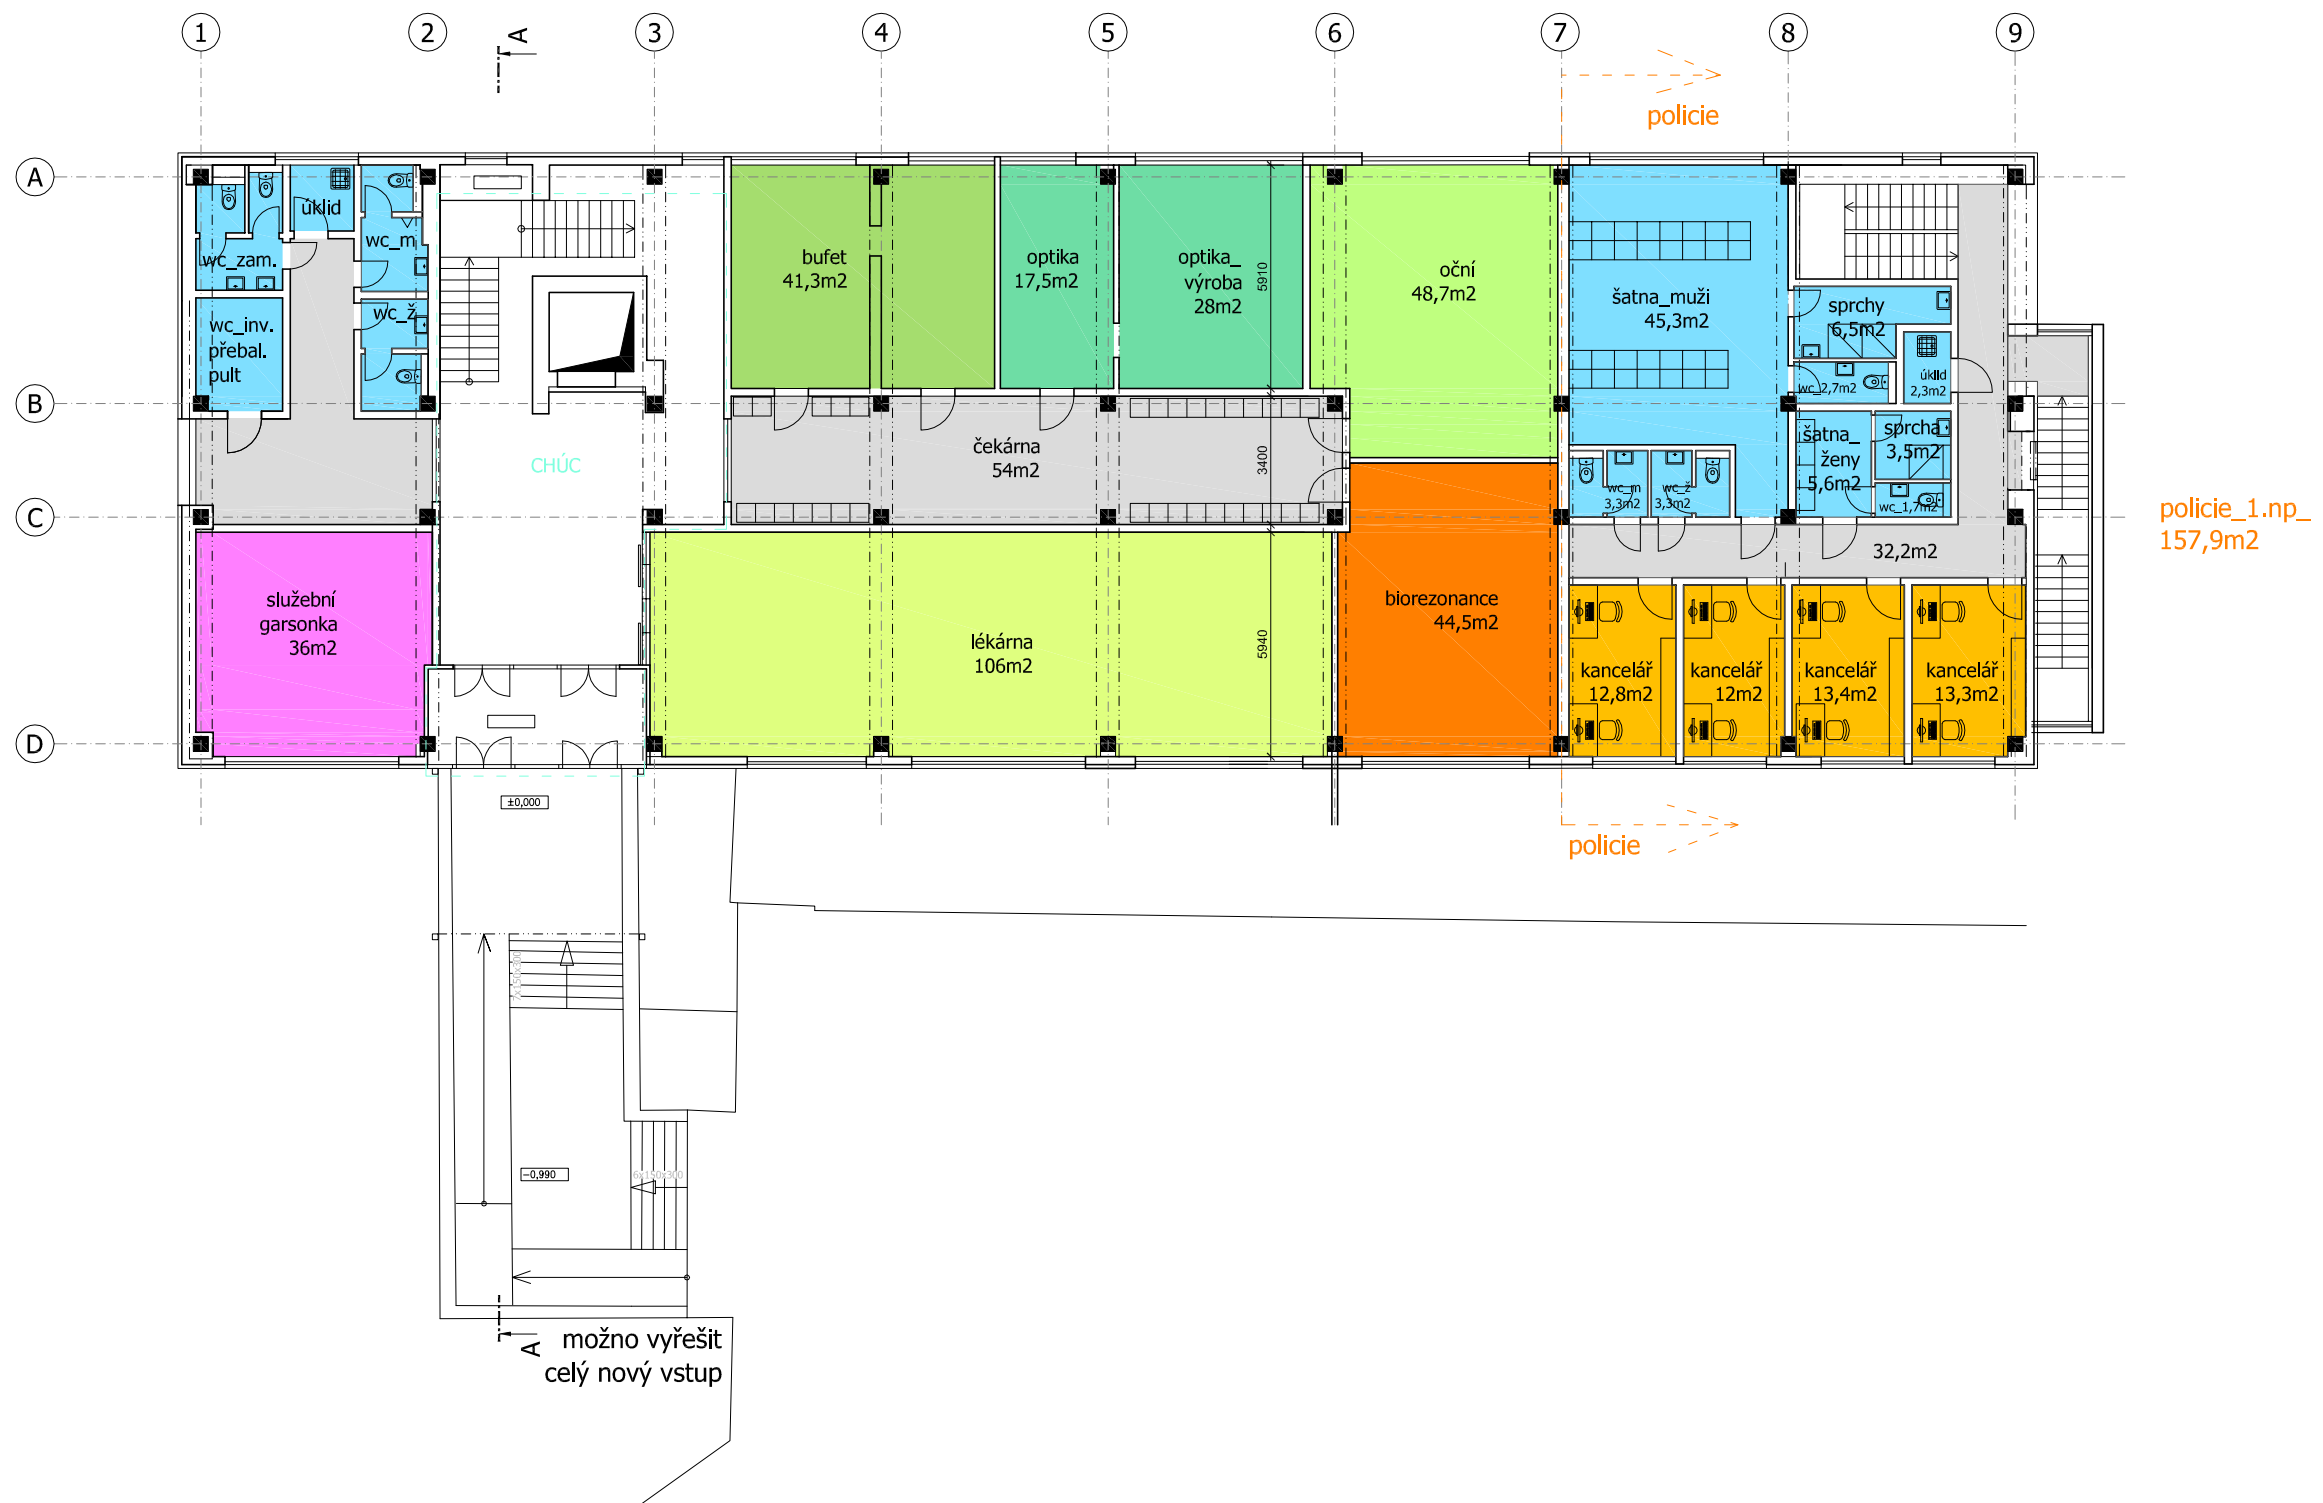 1
2
3
4
5
6
7
8
9
A
policie
A
B
C
D
úklid
wc_m
wc_zam.
wc_ž
wc_inv.
přebal.
pult
bufet
41,3m2
optika
17,5m2
optika_
výroba
28m2
5910
oční
48,7m2
šatna_muži
45,3m2
sprchy
6,5m2
úklid
2,3m2
wc_2,7m2
šatna_
ženy
5,6m2
sprcha
3,5m2
wc_1,7m2
wc_m
3,3m2
wc_ž
3,3m2
CHÚC
čekárna
54m2
3400
32,2m2
policie_1.np_
157,9m2
služební
garsonka
36m2
lékárna
106m2
5940
biorezonance
44,5m2
kancelář
12,8m2
kancelář
12m2
kancelář
13,4m2
kancelář
13,3m2
±0,000
policie
7x150x300
−0,990
6x150x300
A
možno vyřešit
celý nový vstup